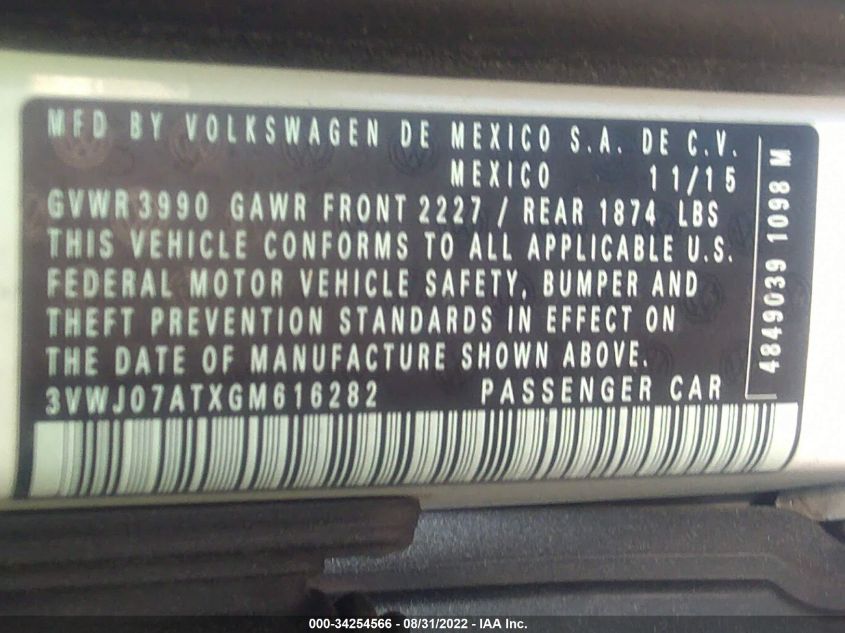 MFD BY VOLKSWAGEN DE MEXICO S.A. DE C.V.
MEXICO 11/15
GVWR 3990 GAWR FRONT 2227 / REAR 1874 LBS
THIS VEHICLE CONFORMS TO ALL APPLICABLE U.S.
FEDERAL MOTOR VEHICLE SAFETY, BUMPER AND
THEFT PREVENTION STANDARDS IN EFFECT ON
THE DATE OF MANUFACTURE SHOWN ABOVE.
3VWJ07ATXGM616282 PASSENGER CAR
4849039 1098 M
000-34254566 - 08/31/2022 - IAA Inc.